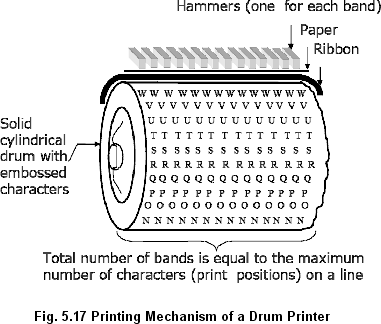 Hammers (one for each band)
Paper
Ribbon
Solid
cylindrical
drum with
embossed
characters
W W W W W W W W W W W W W
V V V V V V V V V V V V
U U U U U U U U U U U U
T T T T T T T T T T T T
S S S S S S S S S S S S
R R R R R R R R R R R R R
Q Q Q Q Q Q Q Q Q Q Q Q
P P P P P P P P P P P P
O O O O O O O O O O O O
N N N N N N N N N N N N
Total number of bands is equal to the maximum
number of characters (print positions) on a line
Fig. 5.17 Printing Mechanism of a Drum Printer